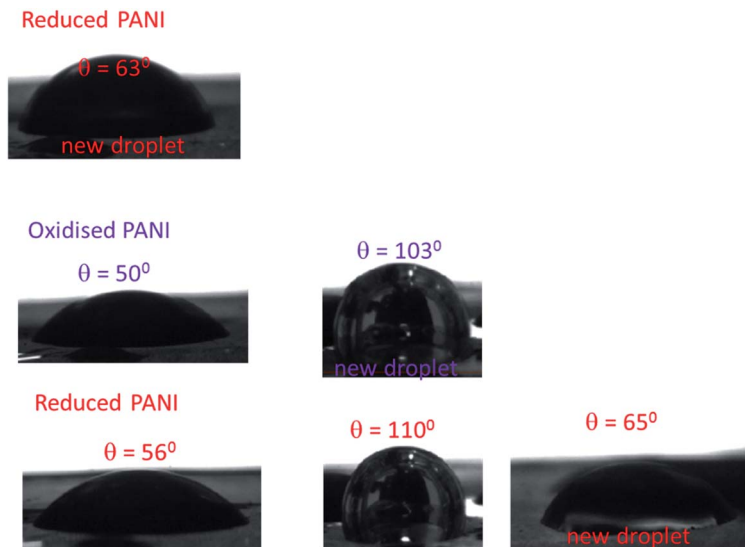 Reduced PANI
θ = 63⁰
new droplet
Oxidised PANI
θ = 50⁰
θ = 103⁰
new droplet
Reduced PANI
θ = 56⁰
θ = 110⁰
θ = 65⁰
new droplet